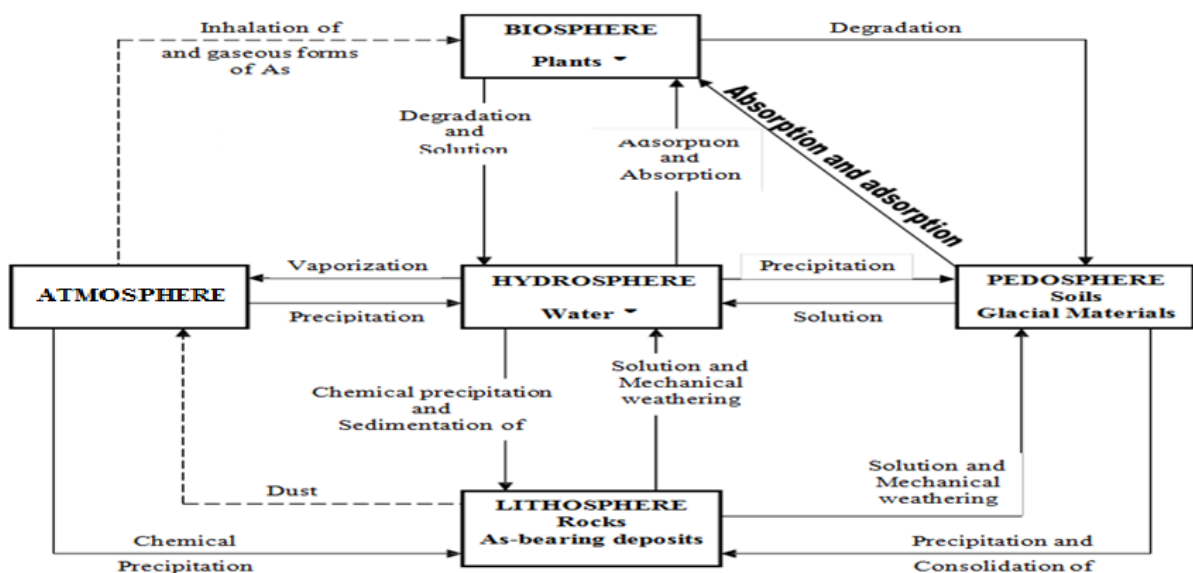 Inhalation of
and gaseous forms
of As
BIOSPHERE
Plants
Degradation
Degradation
and
Solution
Adsorption
and
Absorption
Absorption and adsorption
ATMOSPHERE
Vaporization
Precipitation
HYDROSPHERE
Water
Precipitation
Solution
PEDOSPHERE
Soils
Glacial Materials
Chemical precipitation
and
Sedimentation of
Solution and
Mechanical
weathering
Solution and
Mechanical
weathering
Dust
LITHOSPHERE
Rocks
As-bearing deposits
Chemical
Precipitation
Precipitation and
Consolidation of